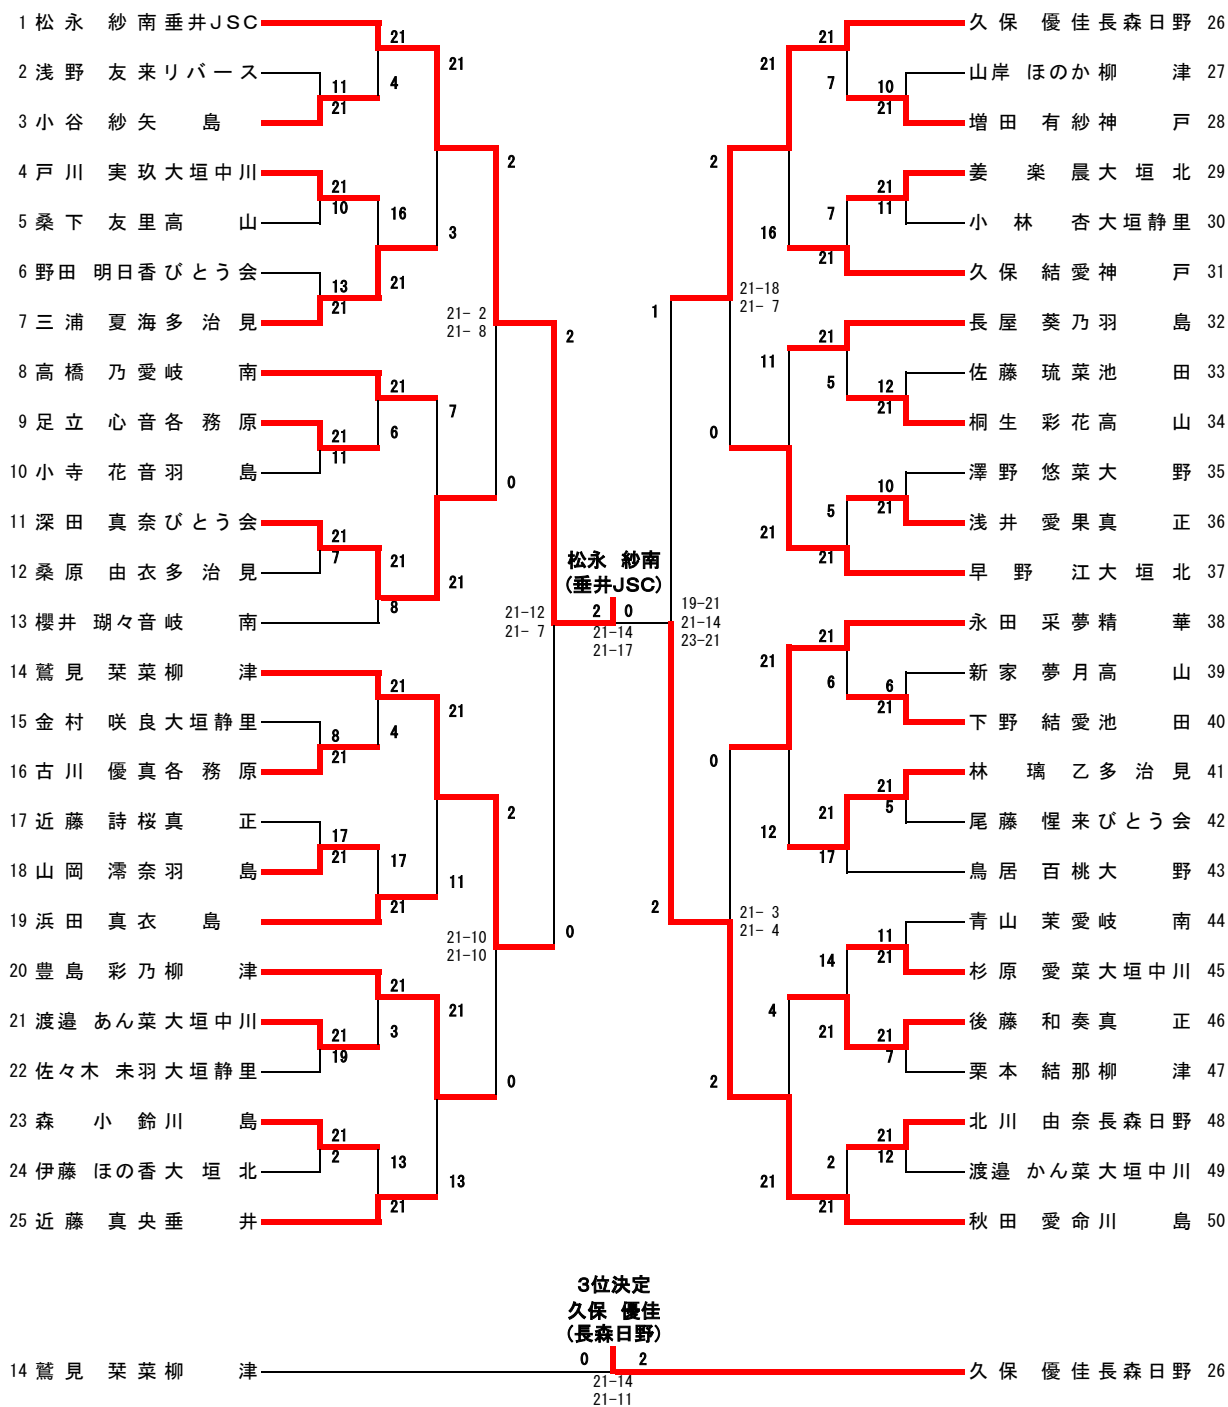 1 松永 紗南 垂井JSC
2 浅野 友来 リバース
3 小谷 紗矢 島
4 戸川 実玖 大垣中川
5 桑下 友里 高山
6 野田 明日香 びとう会
7 三浦 夏海 多治見
8 高橋 乃愛 岐南
9 足立 心音 各務原
10 小寺 花音 羽島
11 深田 真奈 びとう会
12 桑原 由衣 多治見
13 櫻井 瑚々音 岐南
14 鷲見 栞菜 柳津
15 金村 咲良 大垣静里
16 古川 優真 各務原
17 近藤 詩桜 真正
18 山岡 澪奈 羽島
19 浜田 真衣 島
20 豊島 彩乃 柳津
21 渡邉 あん菜 大垣中川
22 佐々木 未羽 大垣静里
23 森 小鈴 川島
24 伊藤 ほの香 大垣北
25 近藤 真央 垂井
21
4
11
21
21
10
16
21
13
21
21
3
21
6
21
11
21
7
21
8
7
21
2
0
21- 2
21- 8
21
4
8
21
17
21
17
21
21
11
21
3
21
19
21
2
13
21
21
13
2
0
21-10
21-10
2
0
21-12
21- 7
松永 紗南
(垂井JSC)
2 0
21-14
21-17
久保 優佳 長森日野 26
山岸 ほのか 柳津 27
増田 有紗 神戸 28
姜 楽晨 大垣北 29
小林 杏 大垣静里 30
久保 結愛 神戸 31
長屋 葵乃 羽島 32
佐藤 琉菜 池田 33
桐生 彩花 高山 34
澤野 悠菜 大野 35
浅井 愛果 真正 36
早野 江 大垣北 37
永田 采夢 精華 38
新家 夢月 高山 39
下野 結愛 池田 40
林 璃乙 多治見 41
尾藤 惺来 びとう会 42
鳥居 百桃 大野 43
青山 茉愛 岐南 44
杉原 愛菜 大垣中川 45
後藤 和奏 真正 46
栗本 結那 柳津 47
北川 由奈 長森日野 48
渡邉 かん菜 大垣中川 49
秋田 愛命 川島 50
21
7
10
21
21
11
7
21
21
16
21
5
12
21
10
21
5
21
11
21
2
0
21-18
21- 7
21
6
6
21
21
5
21
17
21
12
11
21
14
21
21
7
21
12
2
21
4
21
0
2
21- 3
21- 4
1
2
19-21
21-14
23-21
3位決定
久保 優佳
(長森日野)
0 2
21-14
21-11
14 鷲見 栞菜 柳津
久保 優佳 長森日野 26